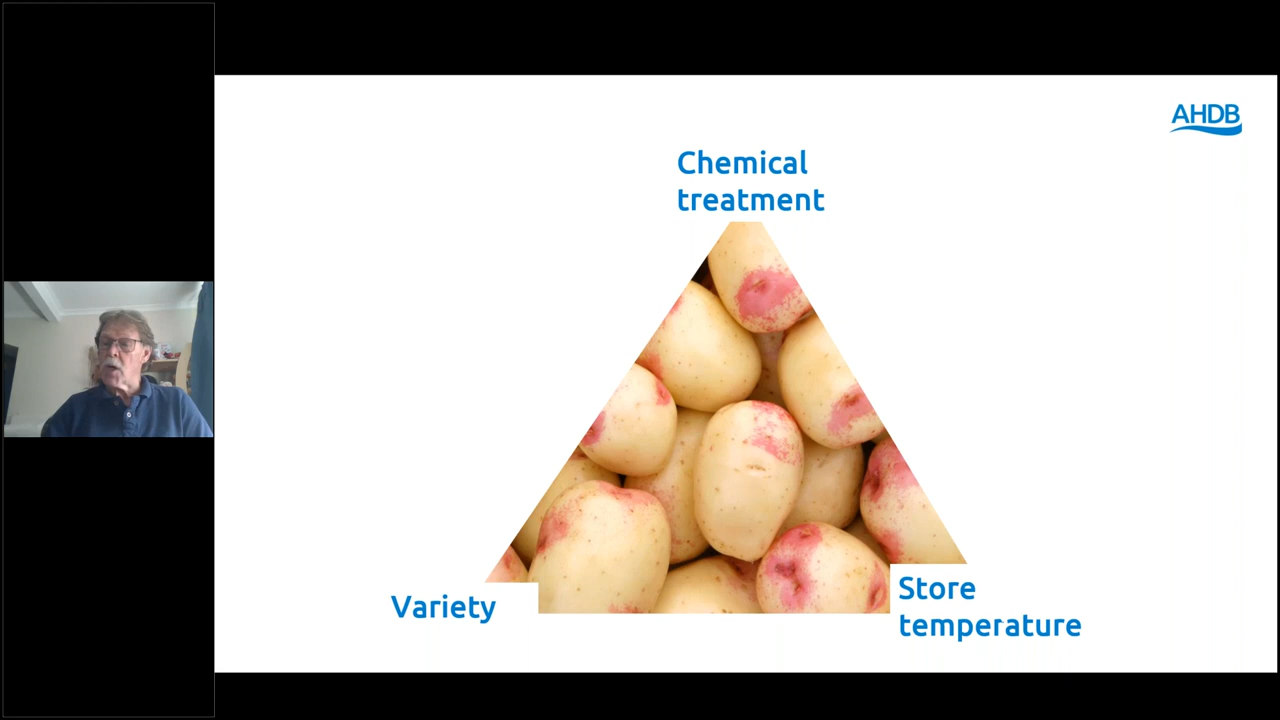 AHDB
Chemical
treatment
Variety
Store
temperature